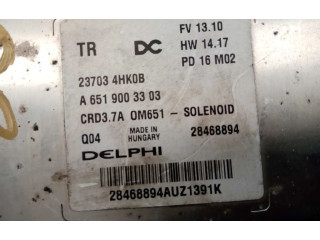 TR DC FV 13.10
HW 14.17
PD 16 M02
23703 4HK0B
A 651 900 33 03
CRD3.7A OM651 - SOLENOID
Q04 MADE IN HUNGARY 28468894
DELPHI
28468894AUZ1391K